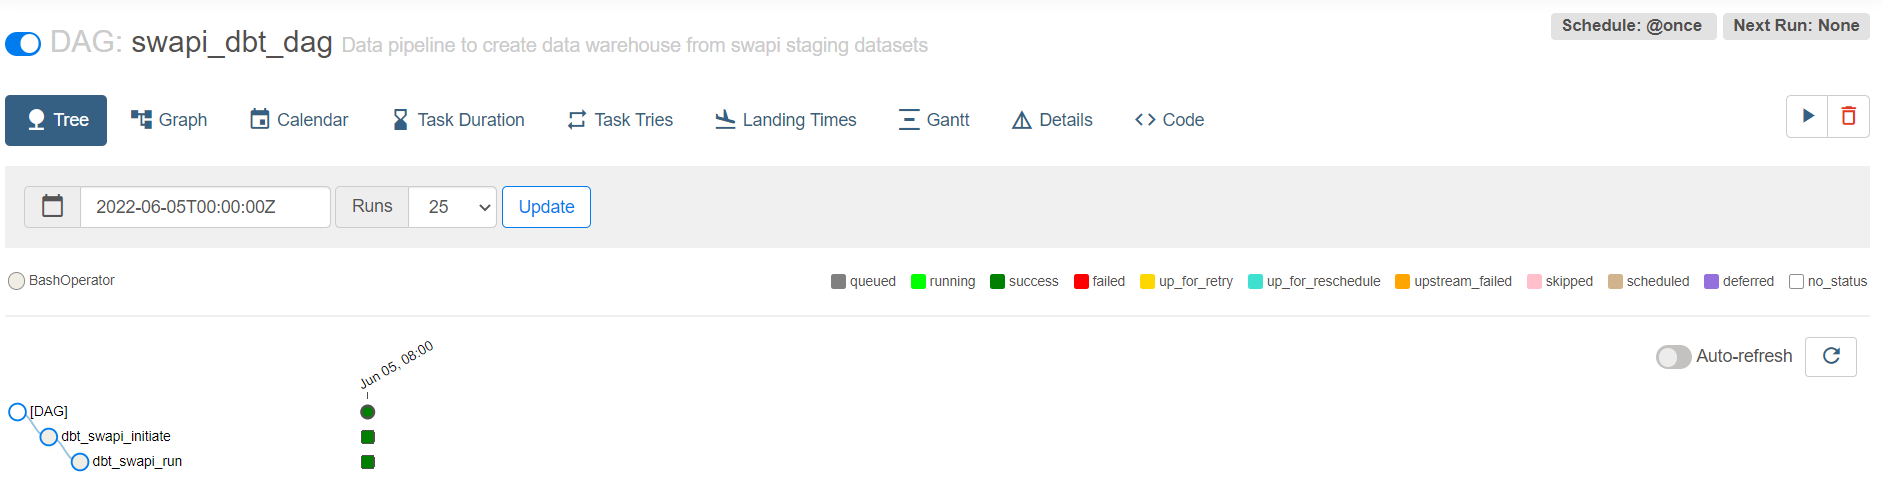 Schedule: @once Next Run: None
DAG: swapi_dbt_dag Data pipeline to create data warehouse from swapi staging datasets
Tree Graph Calendar Task Duration Task Tries Landing Times Gantt Details Code
2022-06-05T00:00:00Z Runs 25 Update
BashOperator queued running success failed up_for_retry up_for_reschedule upstream_failed skipped scheduled deferred no_status
Auto-refresh
Jun 05, 08:00
[DAG]
dbt_swapi_initiate
dbt_swapi_run